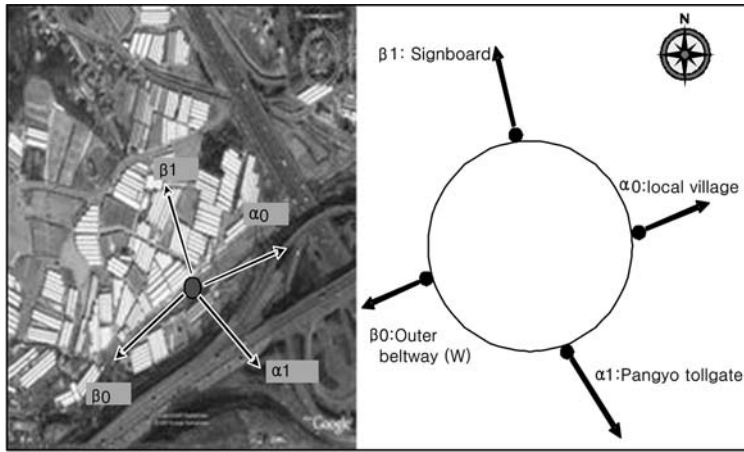 β1
α0
β0
α1
Google
N
β1: Signboard
α0:local village
β0:Outer
beltway (W)
α1:Pangyo tollgate